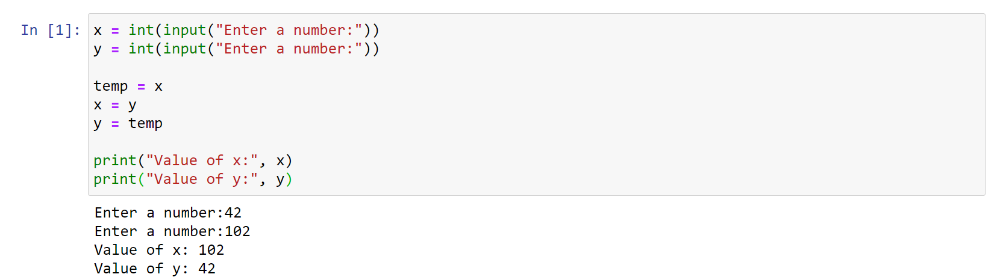 In [1]: x = int(input("Enter a number:"))
y = int(input("Enter a number:"))
temp = x
x = y
y = temp
print("Value of x:", x)
print("Value of y:", y)
Enter a number:42
Enter a number:102
Value of x: 102
Value of y: 42